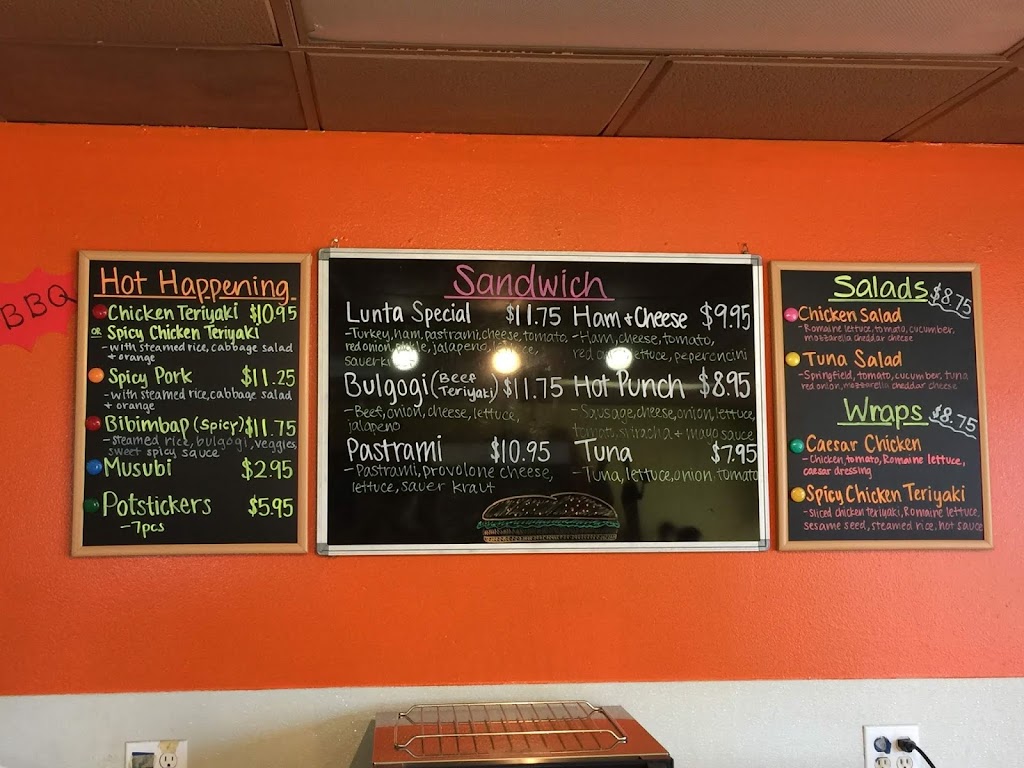 BBQ
Hot Happening
Chicken Teriyaki $10.95
or Spicy Chicken Teriyaki
-with steamed rice, cabbage salad
+ orange
Spicy Pork $11.25
-with steamed rice, cabbage salad
+ orange
Bibimbap (Spicy) $11.75
-steamed rice, bulgogi, veggies,
sweet spicy sauce
Musubi $2.95
Potstickers $5.95
-7pcs
Sandwich
Lunta Special $11.75
-Turkey, ham, pastrami, cheese, tomato,
red onion, jalapeno,
sauerkraut
Bulgogi (Beef Teriyaki) $11.75
-Beef, onion, cheese, lettuce,
jalapeno
Pastrami $10.95
-Pastrami, provolone cheese,
lettuce, sauer kraut
Ham + Cheese $9.95
-Ham, cheese, tomato,
red onion, lettuce, peperoncini
Hot Punch $8.95
-Sausage, cheese, onion, lettuce,
tomato, sriracha + mayo sauce
Tuna $7.95
-Tuna, lettuce, onion, tomato
Salads $8.75
Chicken Salad
-Romaine lettuce, tomato, cucumber,
mozzarella cheddar cheese
Tuna Salad
-Springfield, tomato, cucumber, tuna
red onion, mozzarella cheddar cheese
Wraps $8.75
Caesar Chicken
-Chicken, tomato, Romaine lettuce,
caesar dressing
Spicy Chicken Teriyaki
-sliced chicken teriyaki, Romaine lettuce,
sesame seed, steamed rice, hot sauce